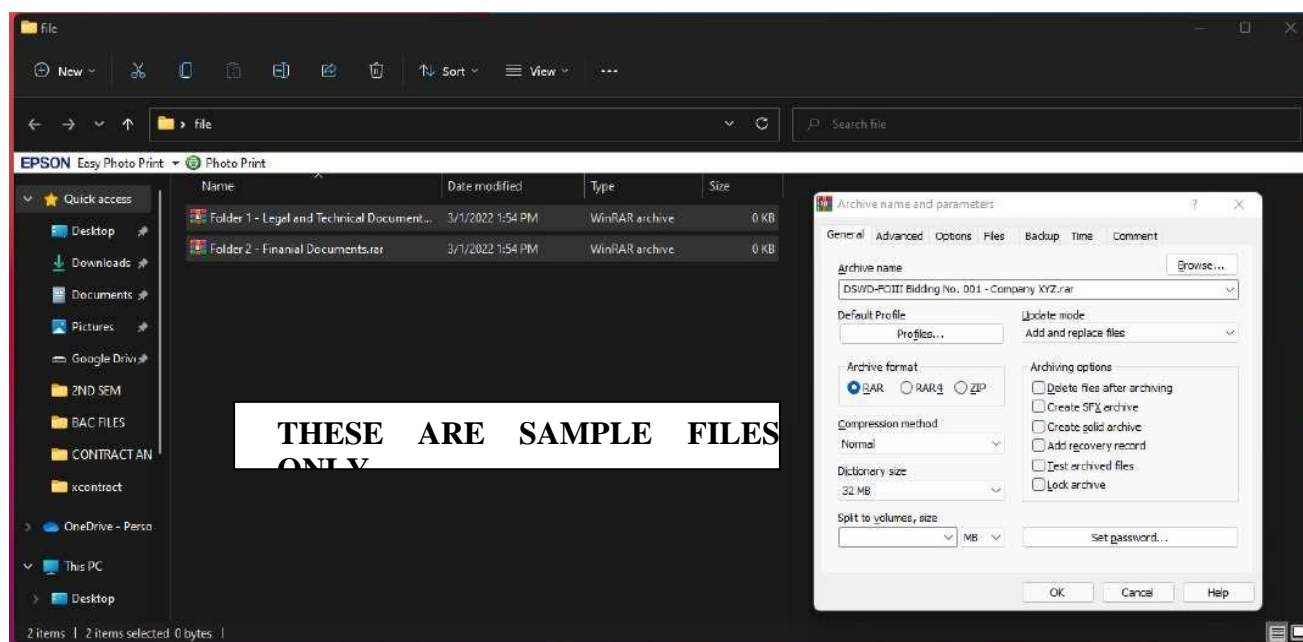 file
New
Sort
View
...
file
Search file
EPSON Easy Photo Print Photo Print
Name Date modified Type Size
Quick access
Desktop
Downloads
Documents
Pictures
Google Driv
2ND SEM
BAC FILES
CONTRACT AN
xcontract
OneDrive - Perso
This PC
Desktop
Folder 1 - Legal and Technical Document... 3/1/2022 1:54 PM WinRAR archive 0 KB
Folder 2 - Finanial Documents.rar 3/1/2022 1:54 PM WinRAR archive 0 KB
THESE ARE SAMPLE FILES
ONLY
Archive name and parameters ?
General Advanced Options Files Backup Time Comment
Archive name Browse...
DSWD-FOIII Bidding No. 001 - Company XYZ.rar
Default Profile Update mode
Profiles... Add and replace files
Archive format Archiving options
RAR RAR4 ZIP Delete files after archiving
Create SFX archive
Compression method Create solid archive
Normal Add recovery record
Dictionary size Test archived files
32 MB Lock archive
Split to volumes, size
MB Set password...
OK Cancel Help
2 items 2 items selected 0 bytes